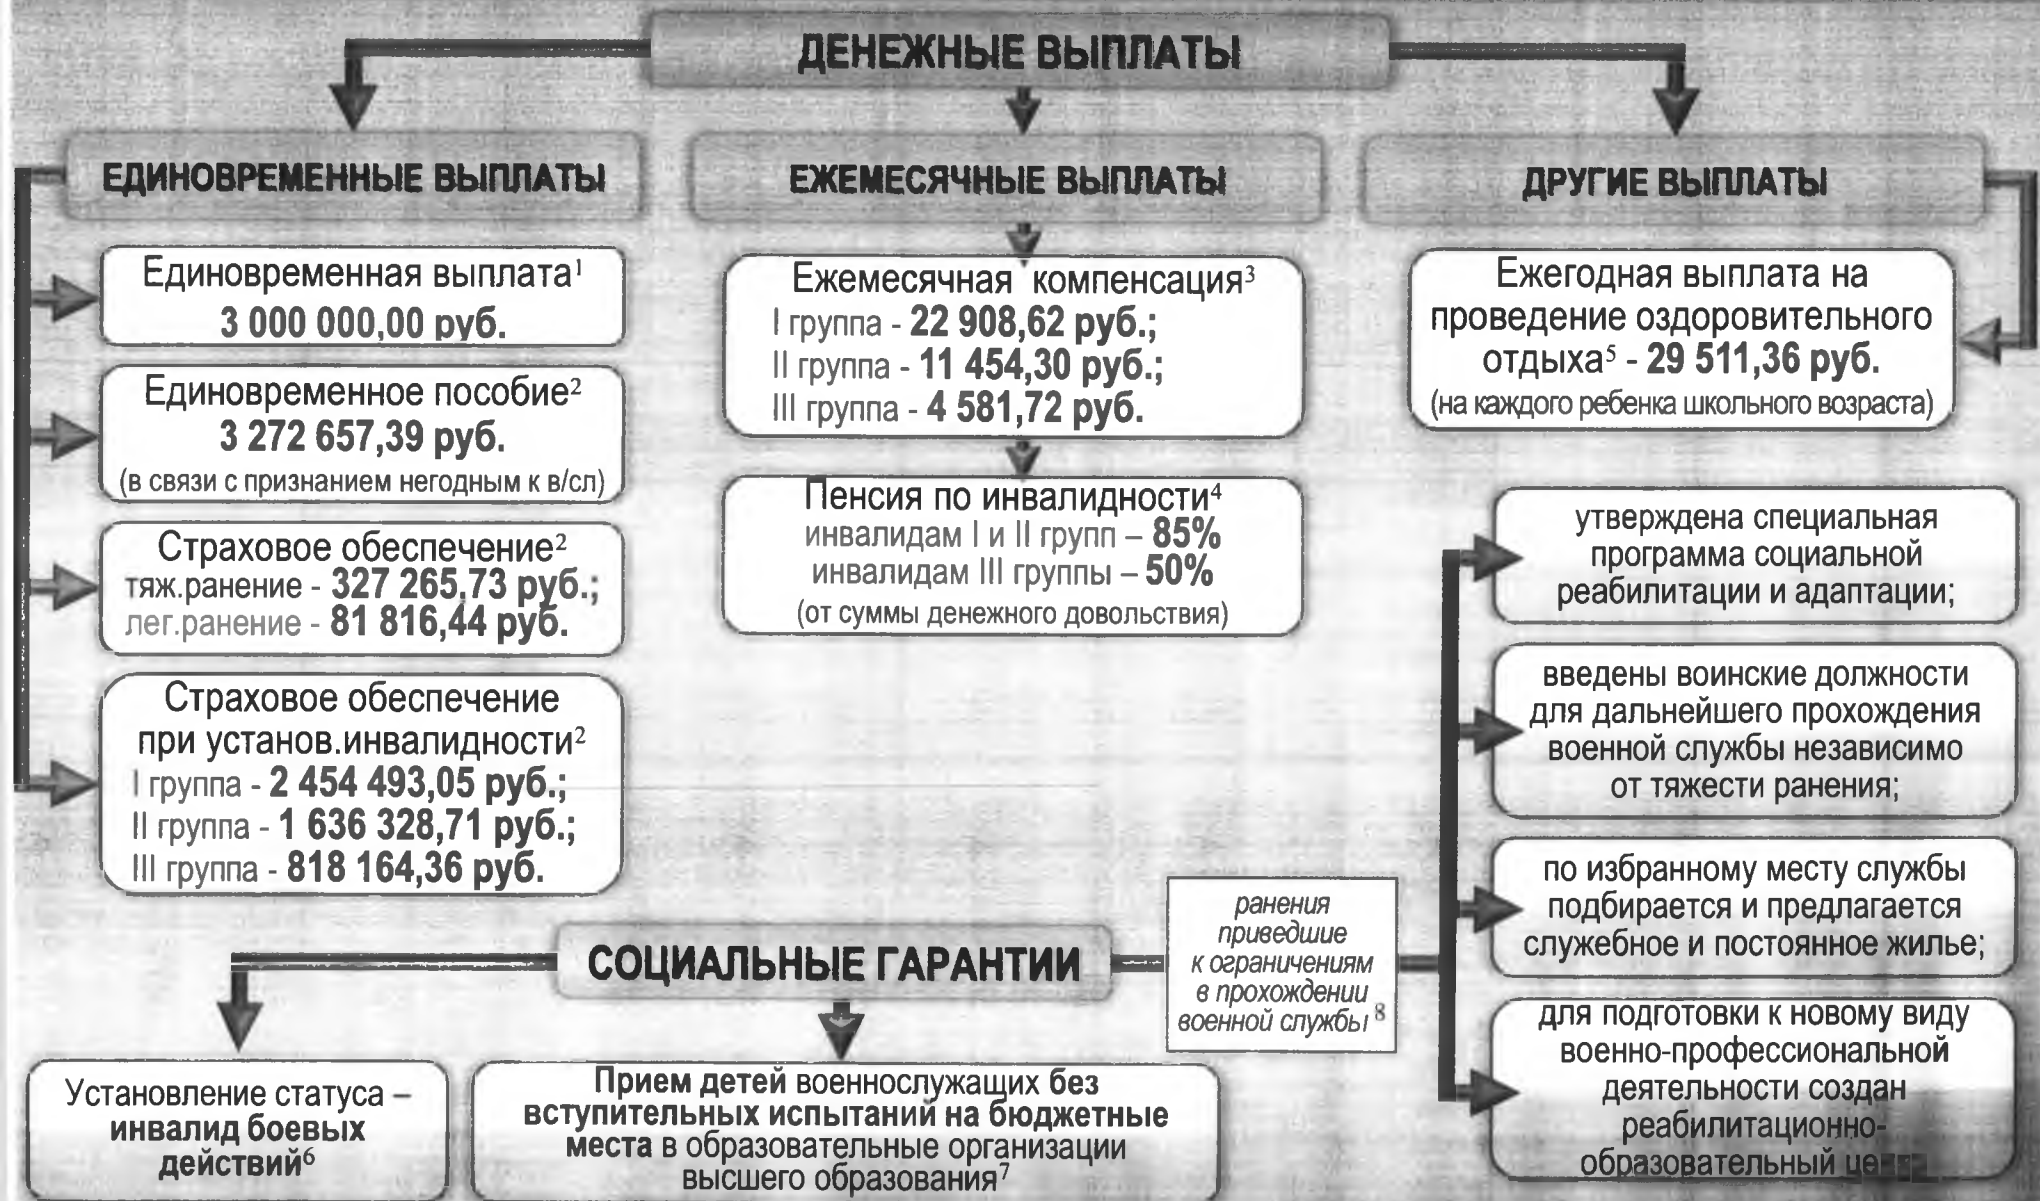 ДЕНЕЖНЫЕ ВЫПЛАТЫ
ЕДИНОВРЕМЕННЫЕ ВЫПЛАТЫ
Единовременная выплата¹
3 000 000,00 руб.
Единовременное пособие²
3 272 657,39 руб.
(в связи с признанием негодным к в/сл)
Страховое обеспечение²
тяж.ранение - 327 265,73 руб.;
лег.ранение - 81 816,44 руб.
Страховое обеспечение
при установ.инвалидности²
I группа - 2 454 493,05 руб.;
II группа - 1 636 328,71 руб.;
III группа - 818 164,36 руб.
ЕЖЕМЕСЯЧНЫЕ ВЫПЛАТЫ
Ежемесячная компенсация³
I группа - 22 908,62 руб.;
II группа - 11 454,30 руб.;
III группа - 4 581,72 руб.
Пенсия по инвалидности⁴
инвалидам I и II групп – 85%
инвалидам III группы – 50%
(от суммы денежного довольствия)
ДРУГИЕ ВЫПЛАТЫ
Ежегодная выплата на
проведение оздоровительного
отдыха⁵ - 29 511,36 руб.
(на каждого ребенка школьного возраста)
СОЦИАЛЬНЫЕ ГАРАНТИИ
Установление статуса –
инвалид боевых
действий⁶
Прием детей военнослужащих без
вступительных испытаний на бюджетные
места в образовательные организации
высшего образования⁷
ранения
приведшие
к ограничениям
в прохождении
военной службы ⁸
утверждена специальная
программа социальной
реабилитации и адаптации;
введены воинские должности
для дальнейшего прохождения
военной службы независимо
от тяжести ранения;
по избранному месту службы
подбирается и предлагается
служебное и постоянное жилье;
для подготовки к новому виду
военно-профессиональной
деятельности создан
реабилитационно-
образовательный